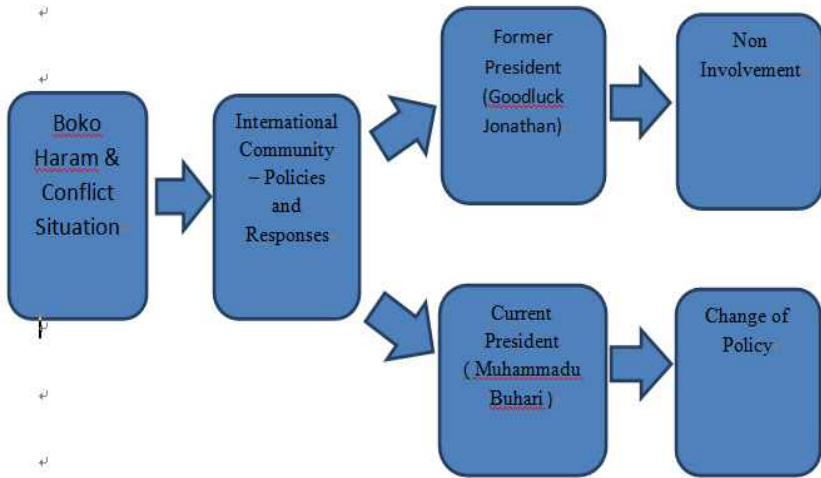 Boko
Haram &
Conflict
Situation
International
Community
– Policies
and
Responses
Former
President
(Goodluck
Jonathan)
Non
Involvement
Current
President
( Muhammadu
Buhari )
Change of
Policy